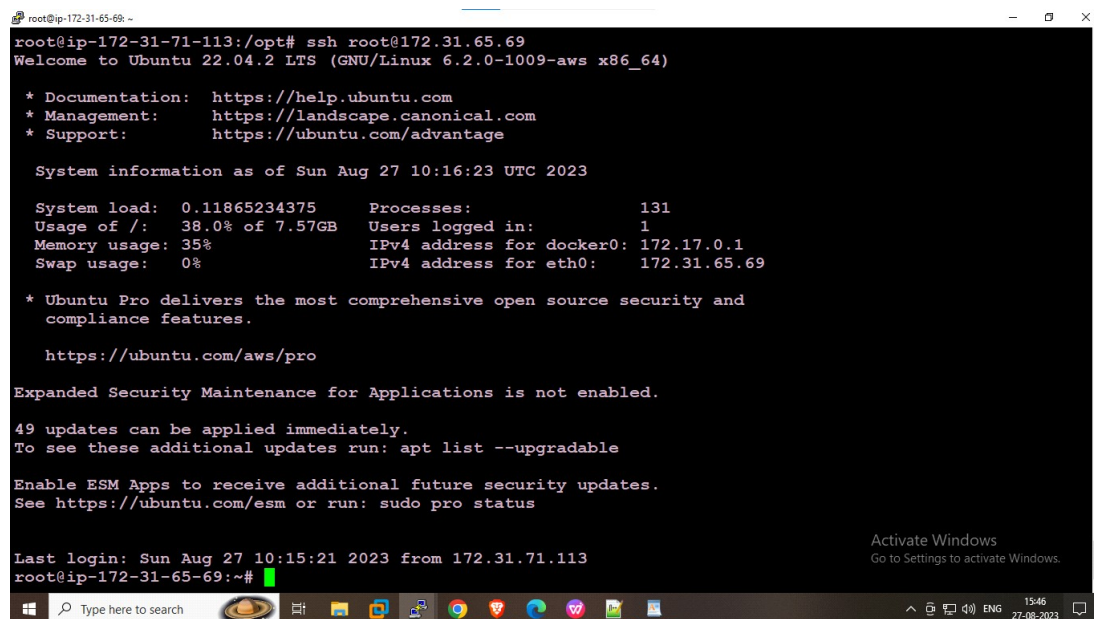 root@ip-172-31-65-69: ~
root@ip-172-31-71-113:/opt# ssh root@172.31.65.69
Welcome to Ubuntu 22.04.2 LTS (GNU/Linux 6.2.0-1009-aws x86_64)
* Documentation:  https://help.ubuntu.com
* Management:     https://landscape.canonical.com
* Support:        https://ubuntu.com/advantage
System information as of Sun Aug 27 10:16:23 UTC 2023
System load:  0.11865234375     Processes:                131
Usage of /:   38.0% of 7.57GB   Users logged in:          1
Memory usage: 35%               IPv4 address for docker0: 172.17.0.1
Swap usage:   0%                IPv4 address for eth0:    172.31.65.69
* Ubuntu Pro delivers the most comprehensive open source security and
compliance features.
https://ubuntu.com/aws/pro
Expanded Security Maintenance for Applications is not enabled.
49 updates can be applied immediately.
To see these additional updates run: apt list --upgradable
Enable ESM Apps to receive additional future security updates.
See https://ubuntu.com/esm or run: sudo pro status
Last login: Sun Aug 27 10:15:21 2023 from 172.31.71.113
root@ip-172-31-65-69:~#
Activate Windows
Go to Settings to activate Windows.
Type here to search
ENG
15:46
27-08-2023